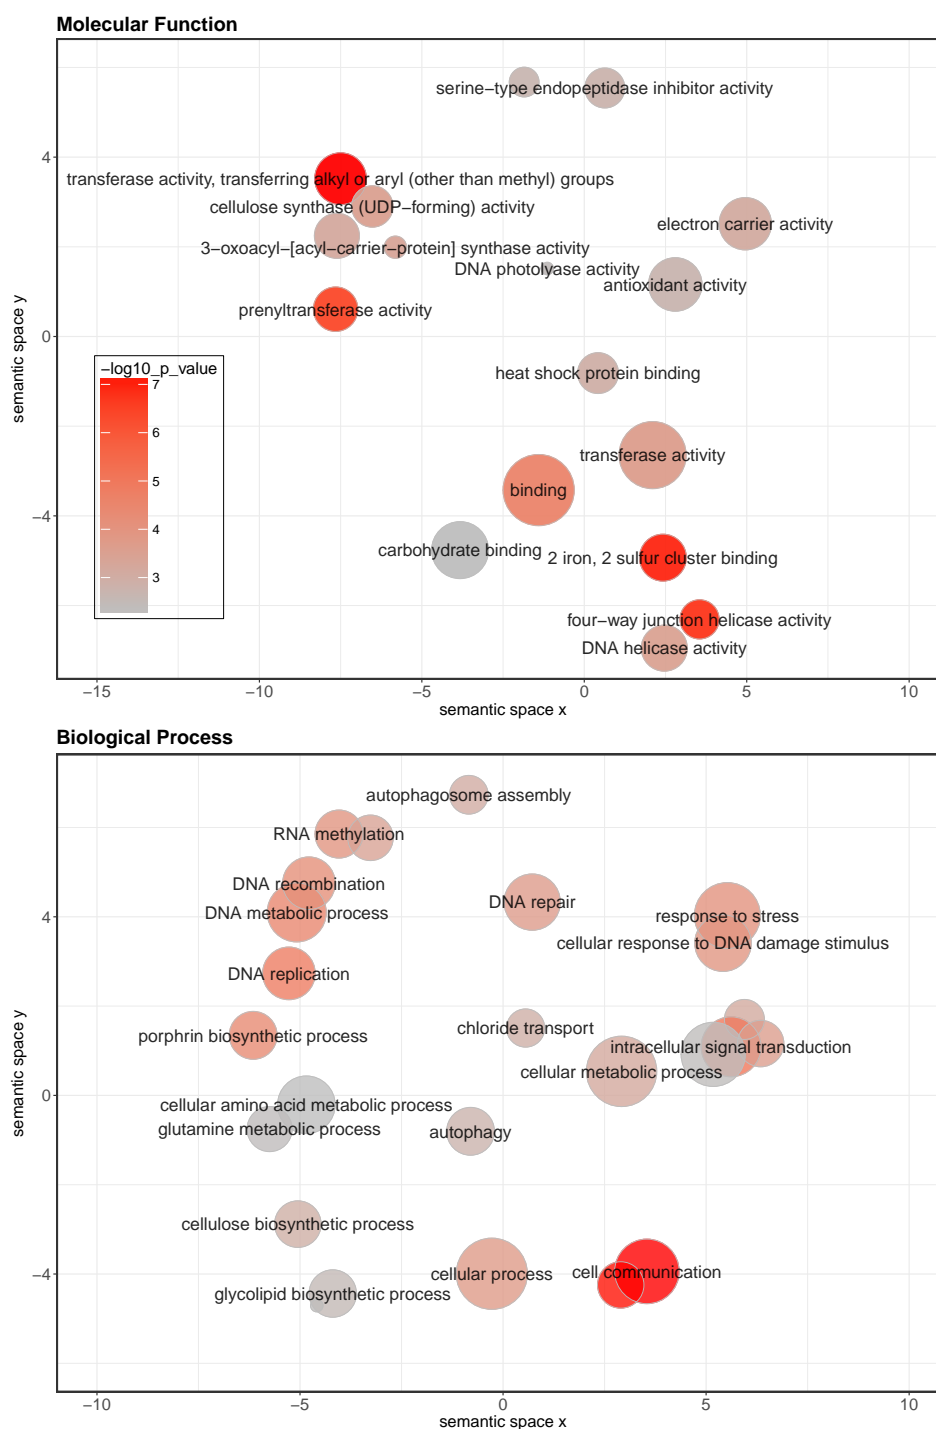 Molecular Function
serine−type endopeptidase inhibitor activity
4
transferase activity, transferring alkyl or aryl (other than methyl) groups
cellulose synthase (UDP−forming) activity
electron carrier activity
3−oxoacyl−[acyl−carrier−protein] synthase activity
DNA photolyase activity
antioxidant activity
prenyltransferase activity
0
semantic space y
−log10_p_value
7
6
5
4
3
heat shock protein binding
transferase activity
binding
−4
carbohydrate binding
2 iron, 2 sulfur cluster binding
four−way junction helicase activity
DNA helicase activity
−15 −10 −5 0 5 10
semantic space x
Biological Process
autophagosome assembly
RNA methylation
DNA recombination
DNA repair
4
DNA metabolic process
response to stress
cellular response to DNA damage stimulus
DNA replication
chloride transport
porphrin biosynthetic process
intracellular signal transduction
cellular metabolic process
0
semantic space y
cellular amino acid metabolic process
glutamine metabolic process
autophagy
cellulose biosynthetic process
−4
cellular process
cell communication
glycolipid biosynthetic process
−10 −5 0 5 10
semantic space x